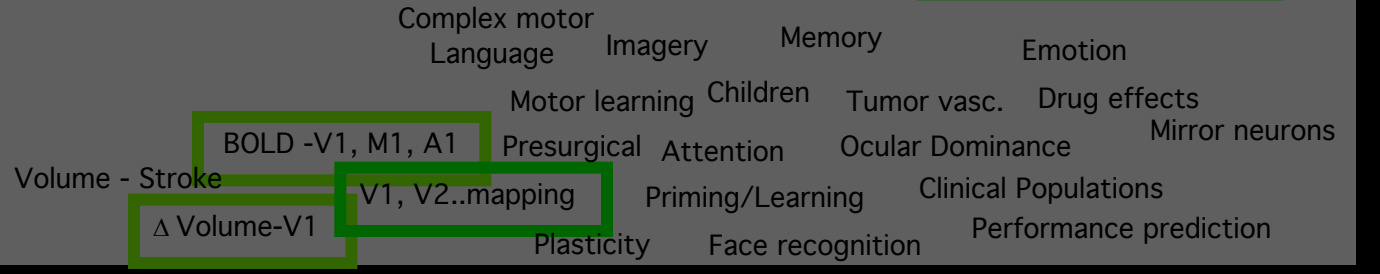 Complex motor
Language
Imagery
Memory
Emotion
Motor learning
Children
Tumor vasc.
Drug effects
Mirror neurons
BOLD -V1, M1, A1
Presurgical
Attention
Ocular Dominance
Volume - Stroke
V1, V2..mapping
Priming/Learning
Clinical Populations
Δ Volume-V1
Plasticity
Face recognition
Performance prediction